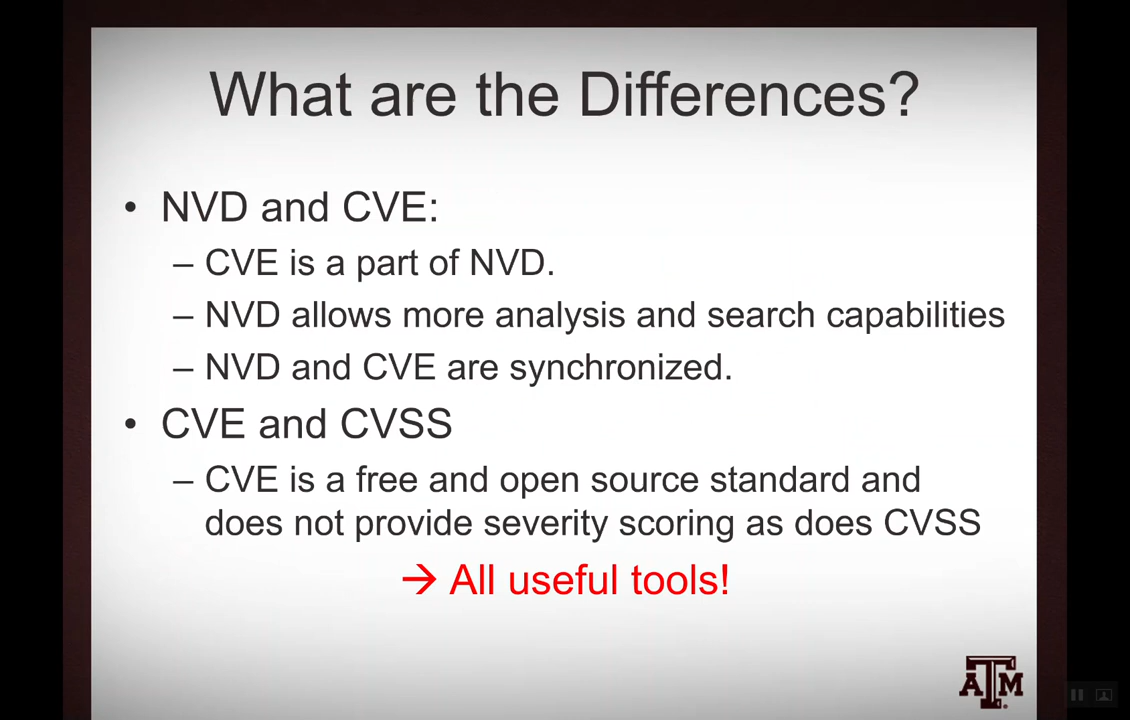 What are the Differences?
• NVD and CVE:
– CVE is a part of NVD.
– NVD allows more analysis and search capabilities
– NVD and CVE are synchronized.
• CVE and CVSS
– CVE is a free and open source standard and
does not provide severity scoring as does CVSS
→ All useful tools!
ATM